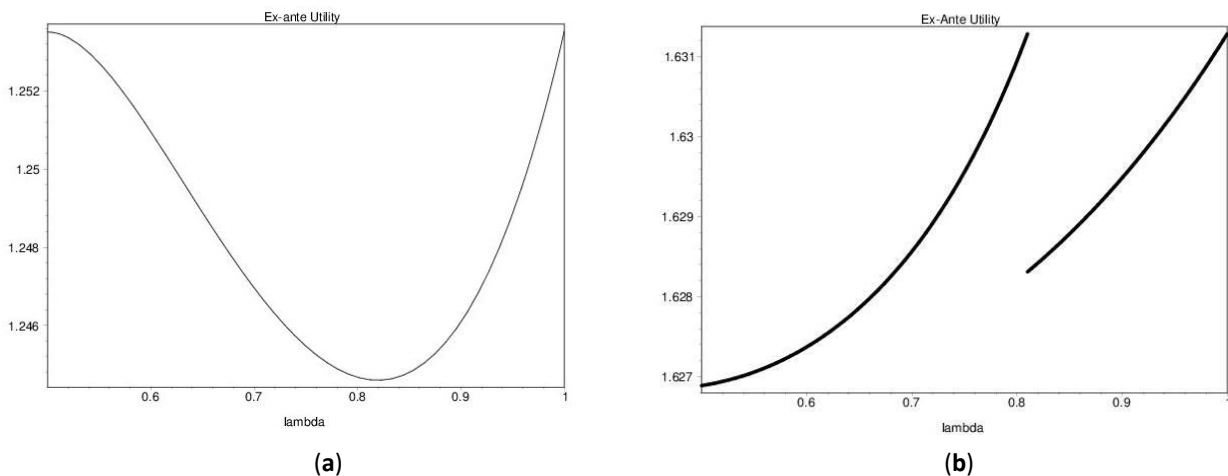 Ex-ante Utility
1.252
1.25
1.248
1.246
0.6 0.7 0.8 0.9 1
lambda
(a)
Ex-Ante Utility
1.631
1.63
1.629
1.628
1.627
0.6 0.7 0.8 0.9 1
lambda
(b)